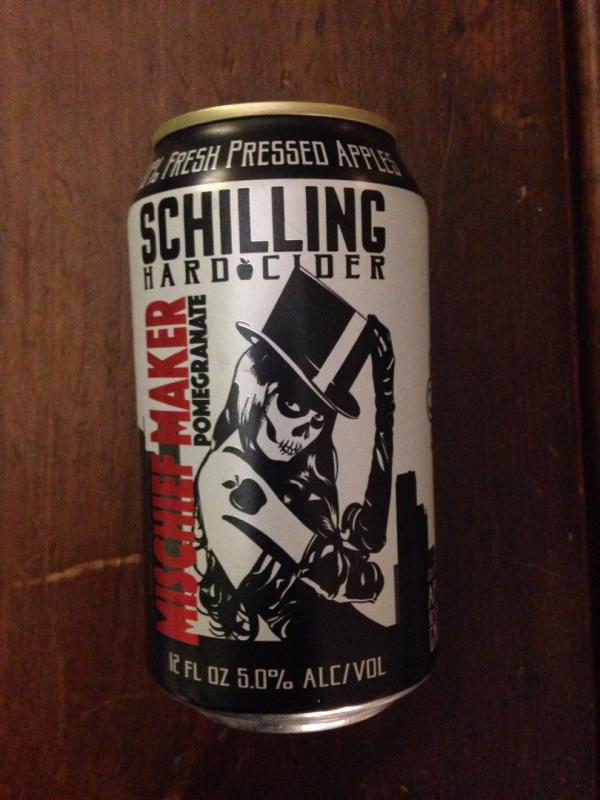 % FRESH PRESSED APPLES
SCHILLING
HARD CIDER
MISCHIEF MAKER
POMEGRANATE
12 FL OZ 5.0% ALC/VOL